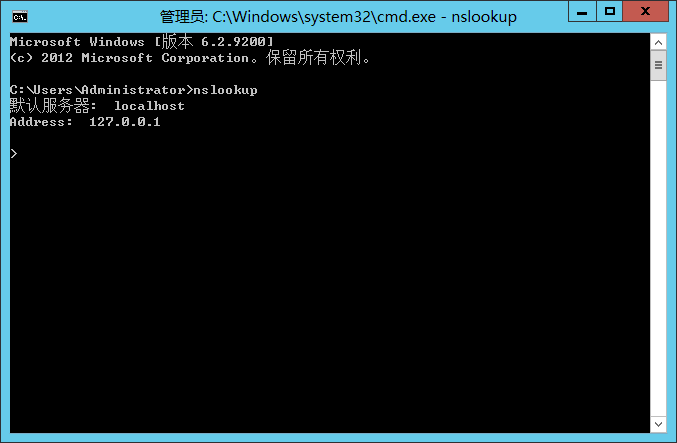 管理员: C:\Windows\system32\cmd.exe - nslookup
Microsoft Windows [版本 6.2.9200]
(c) 2012 Microsoft Corporation。保留所有权利。
C:\Users\Administrator>nslookup
默认服务器:  localhost
Address:  127.0.0.1
>